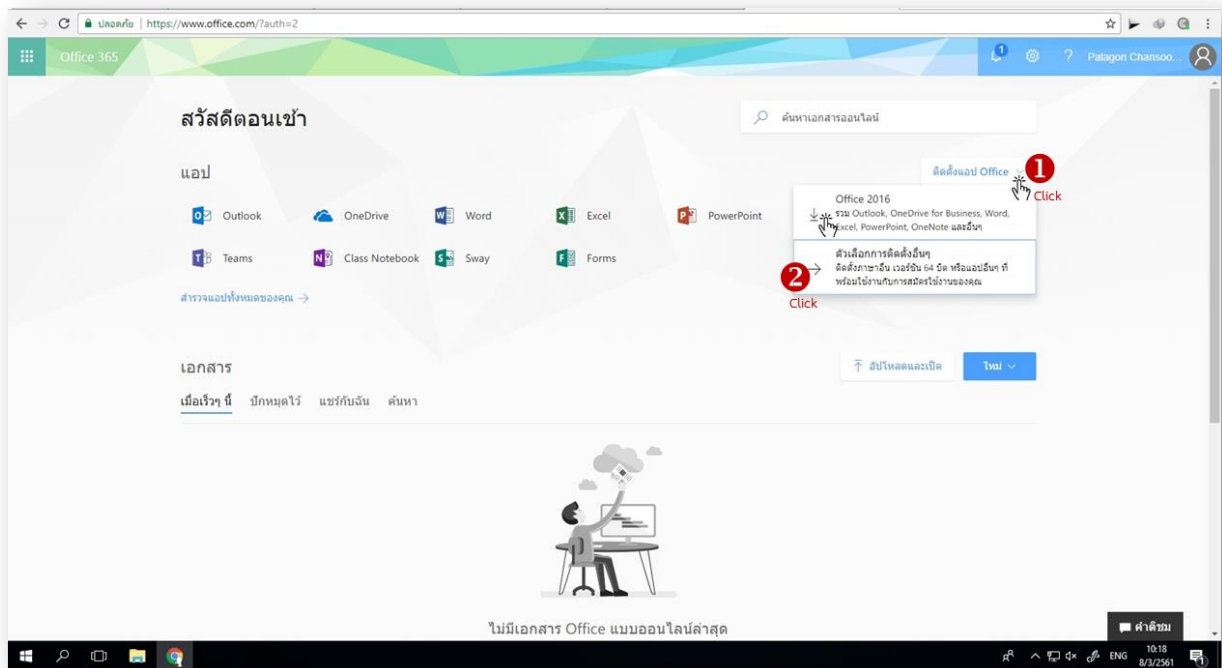 ปลอดภัย | https://www.office.com/?auth=2
Office 365
1
? Palagon Chansoo...
สวัสดีตอนเช้า
ค้นหาเอกสารออนไลน์
แอป
ติดตั้งแอป Office
1
Click
Outlook
OneDrive
Word
Excel
PowerPoint
Teams
Class Notebook
Sway
Forms
Office 2016
รวม Outlook, OneDrive for Business, Word,
Excel, PowerPoint, OneNote และอื่นๆ
ตัวเลือกการติดตั้งอื่นๆ
ติดตั้งภาษาอื่น เวอร์ชัน 64 บิต หรือแอปอื่นๆ ที่
พร้อมใช้งานกับการสมัครใช้งานของคุณ
2
Click
สำรวจแอปทั้งหมดของคุณ →
เอกสาร
อัปโหลดและเปิด
ใหม่
เมื่อเร็วๆ นี้ ปักหมุดไว้ แชร์กับฉัน ค้นหา
ไม่มีเอกสาร Office แบบออนไลน์ล่าสุด
คำติชม
ENG
10:18
8/3/2561